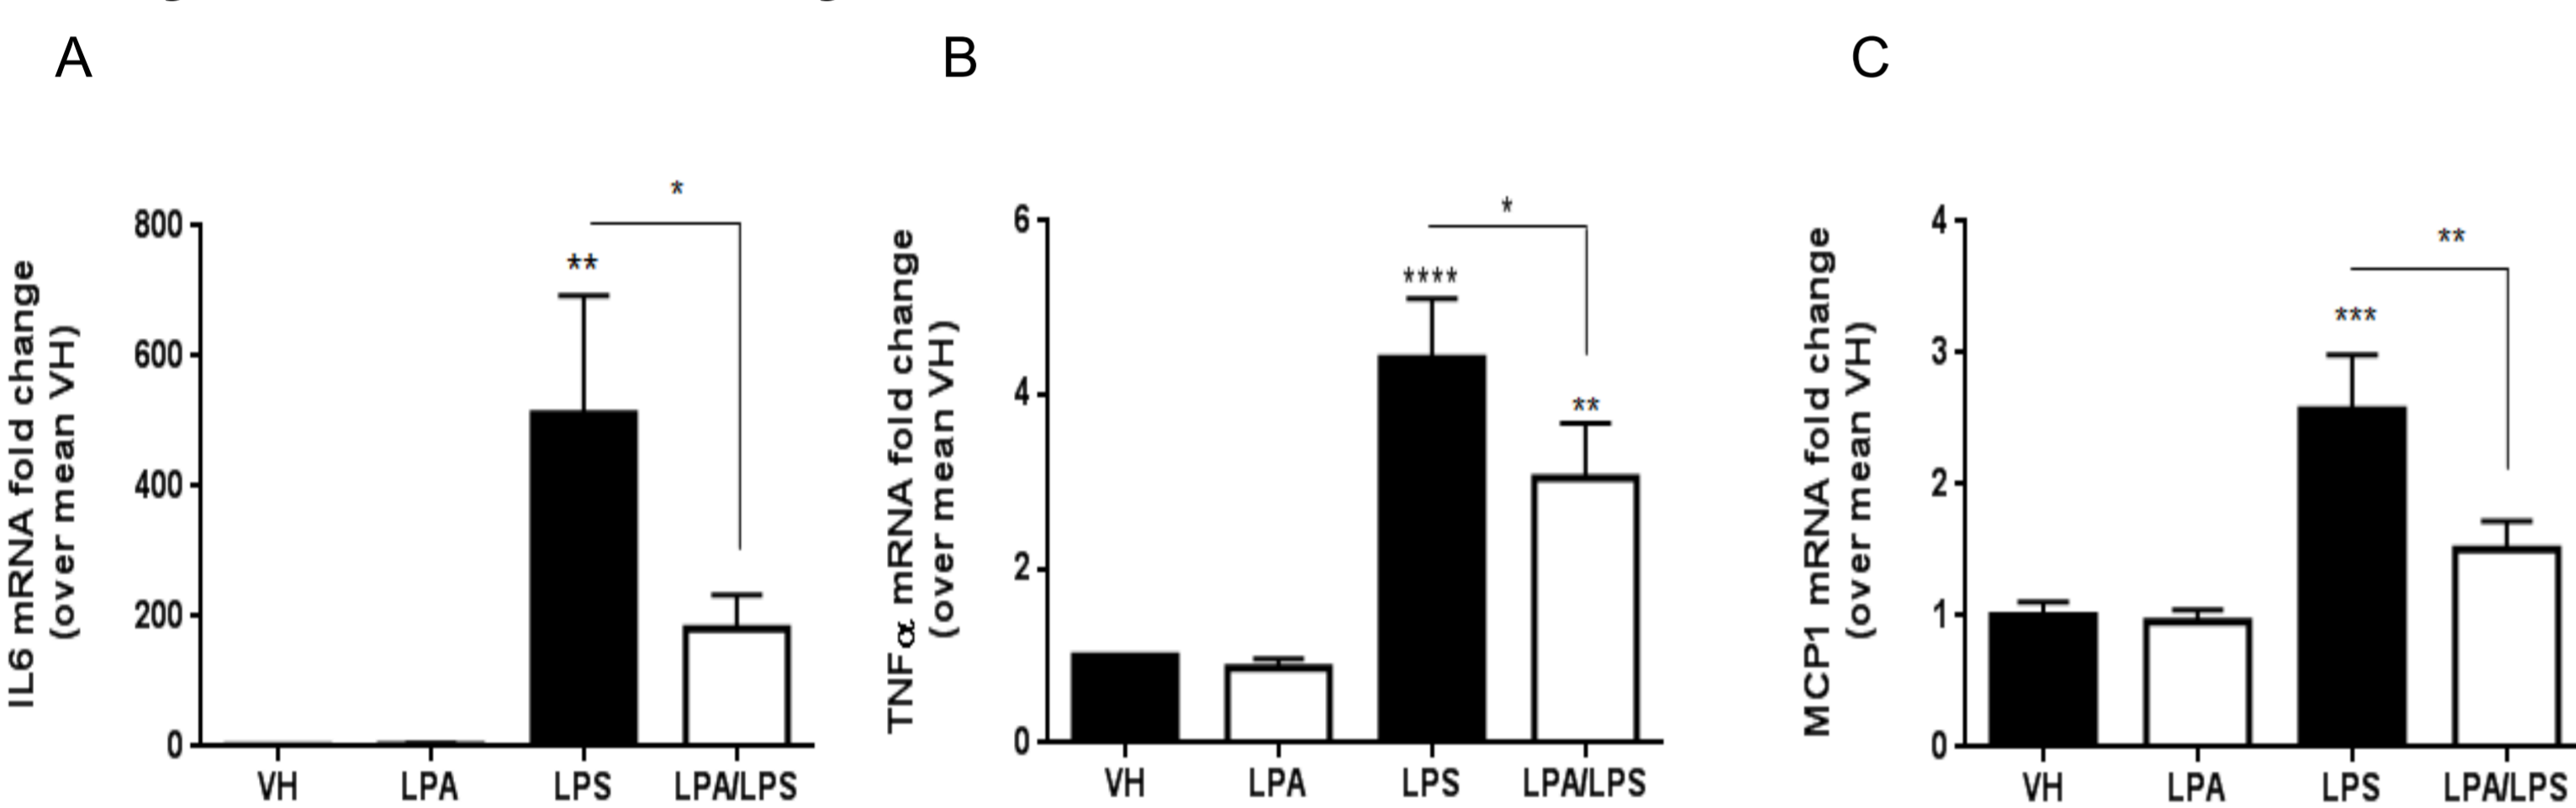 A
IL6 mRNA fold change
(over mean VH)
800
600
400
200
0
*
**
VH
LPA
LPS
LPA/LPS
B
TNFα mRNA fold change
(over mean VH)
6
4
2
0
*
****
**
VH
LPA
LPS
LPA/LPS
C
MCP1 mRNA fold change
(over mean VH)
4
3
2
1
0
**
***
VH
LPA
LPS
LPA/LPS